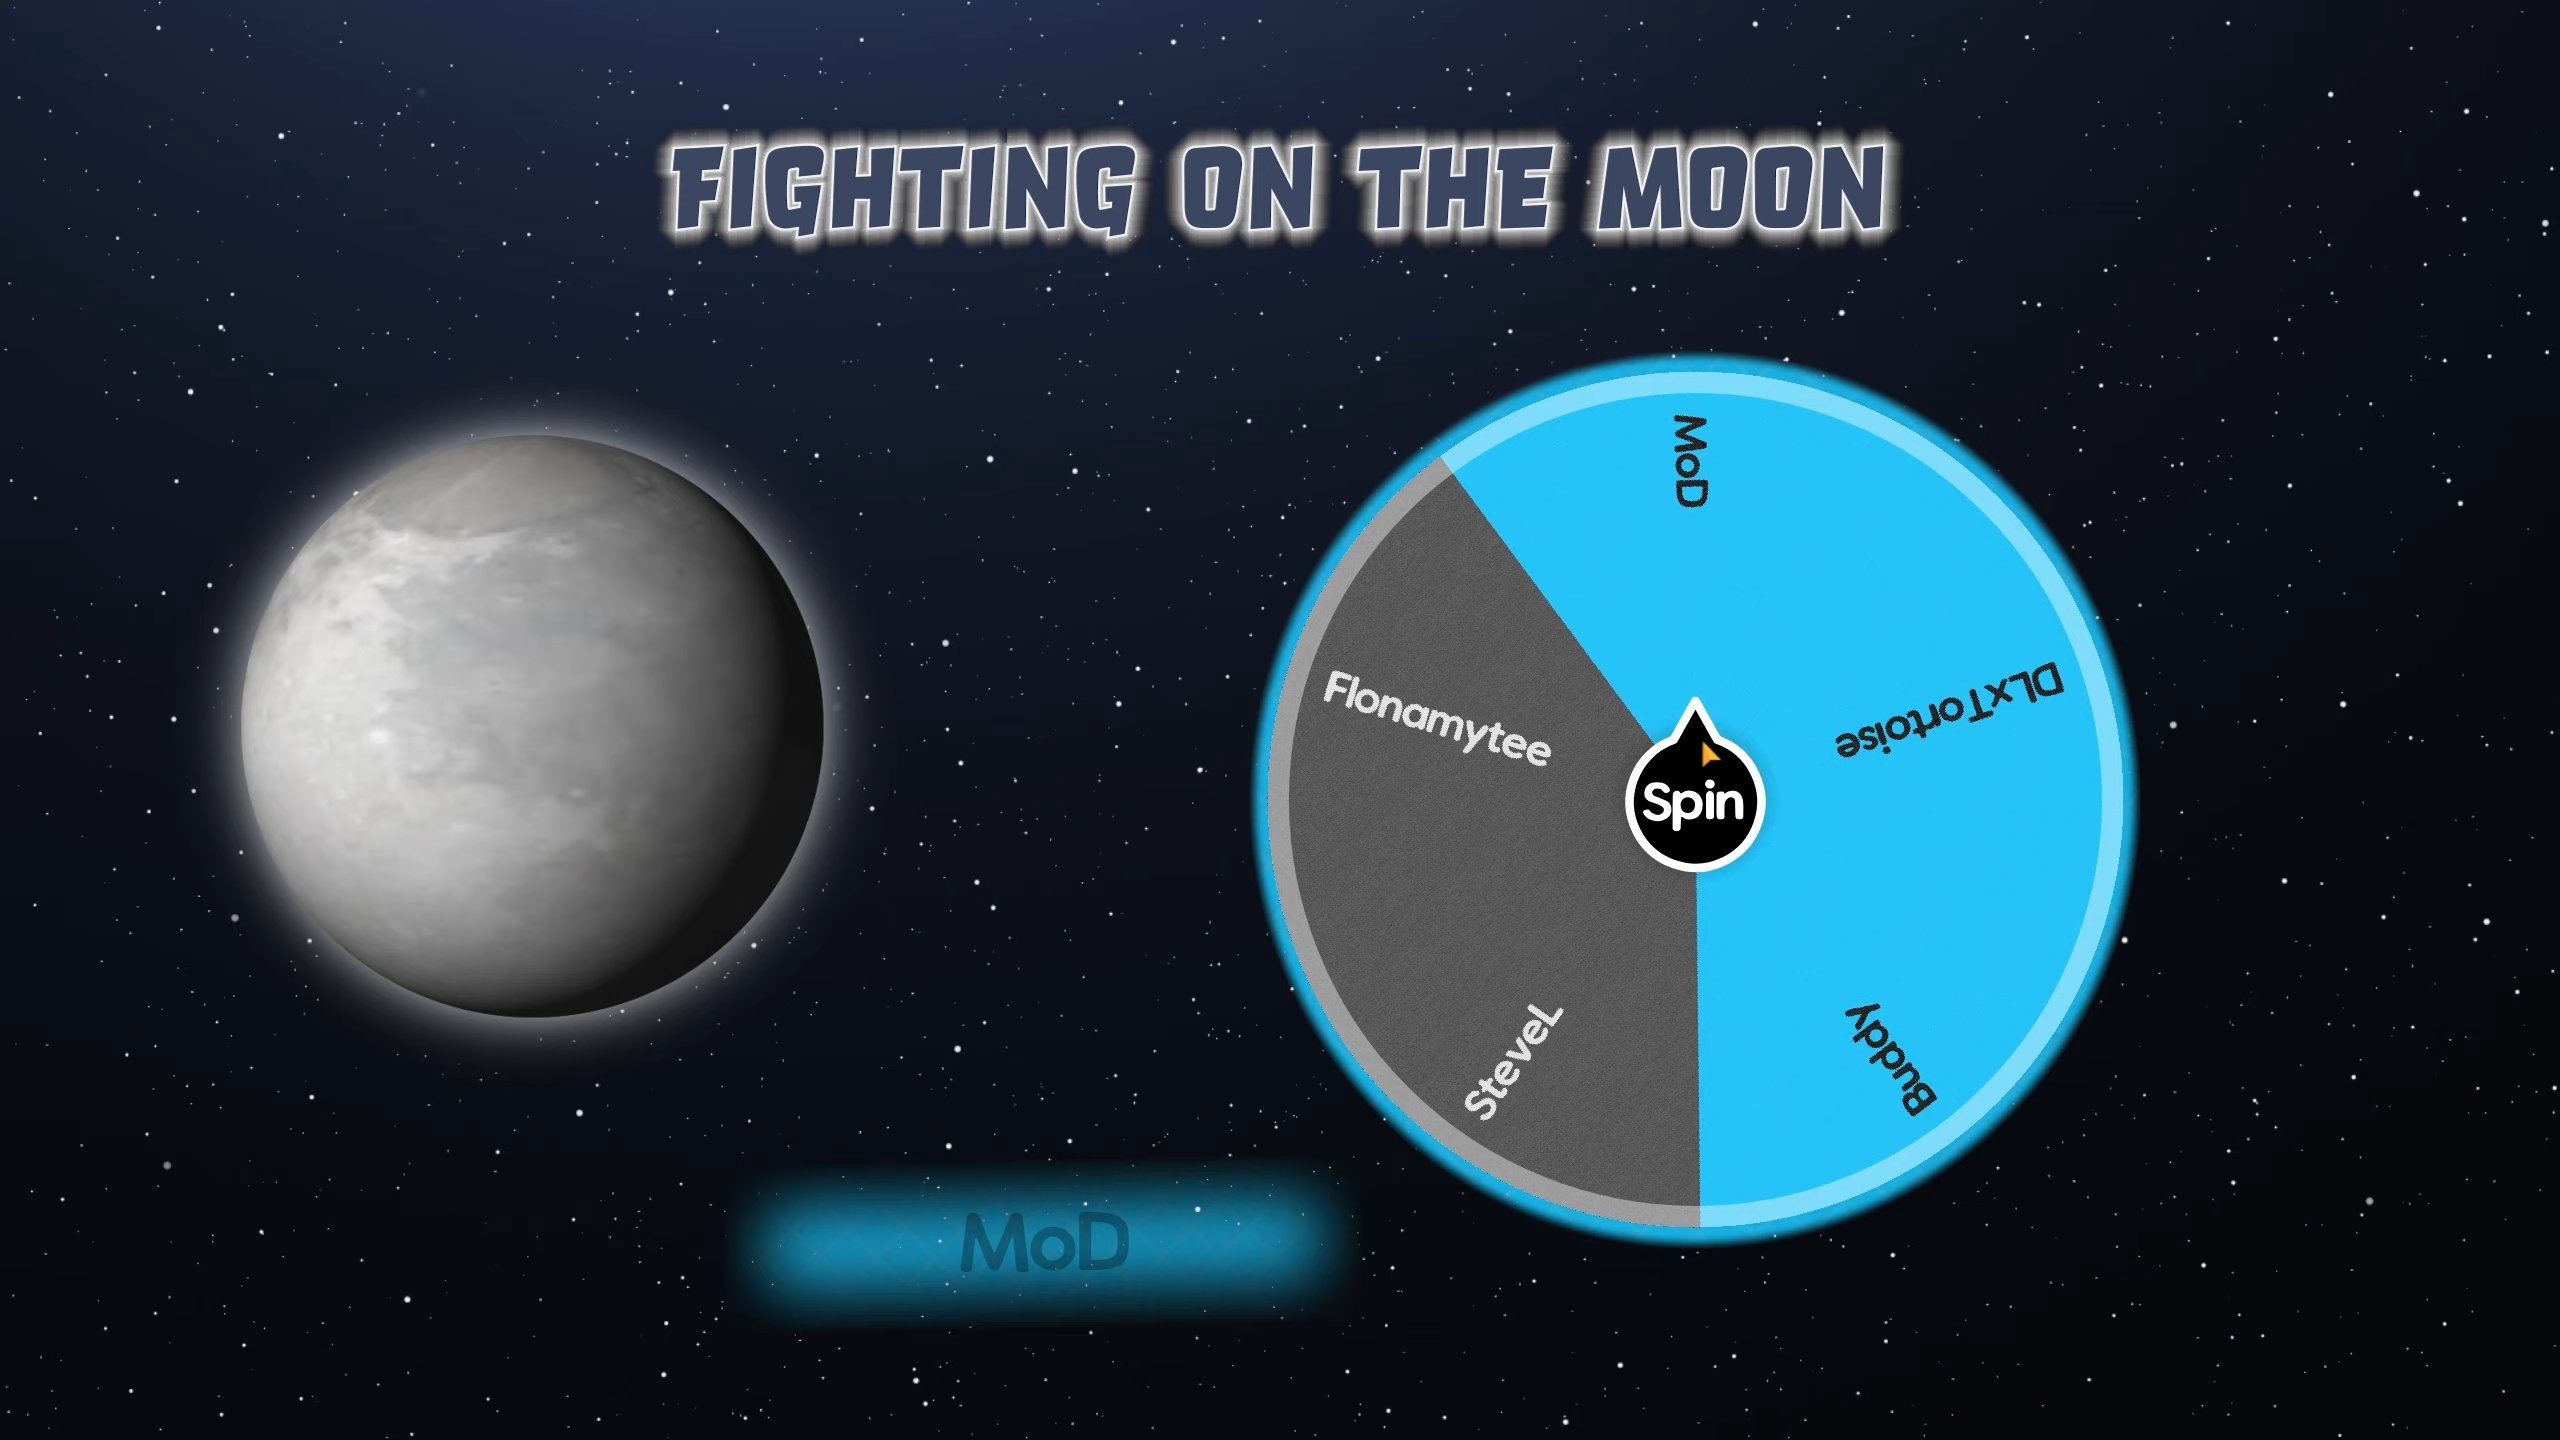 FIGHTING ON THE MOON
MoD
DLxTortoise
Flonamytee
Spin
SteveL
Buddy
MoD